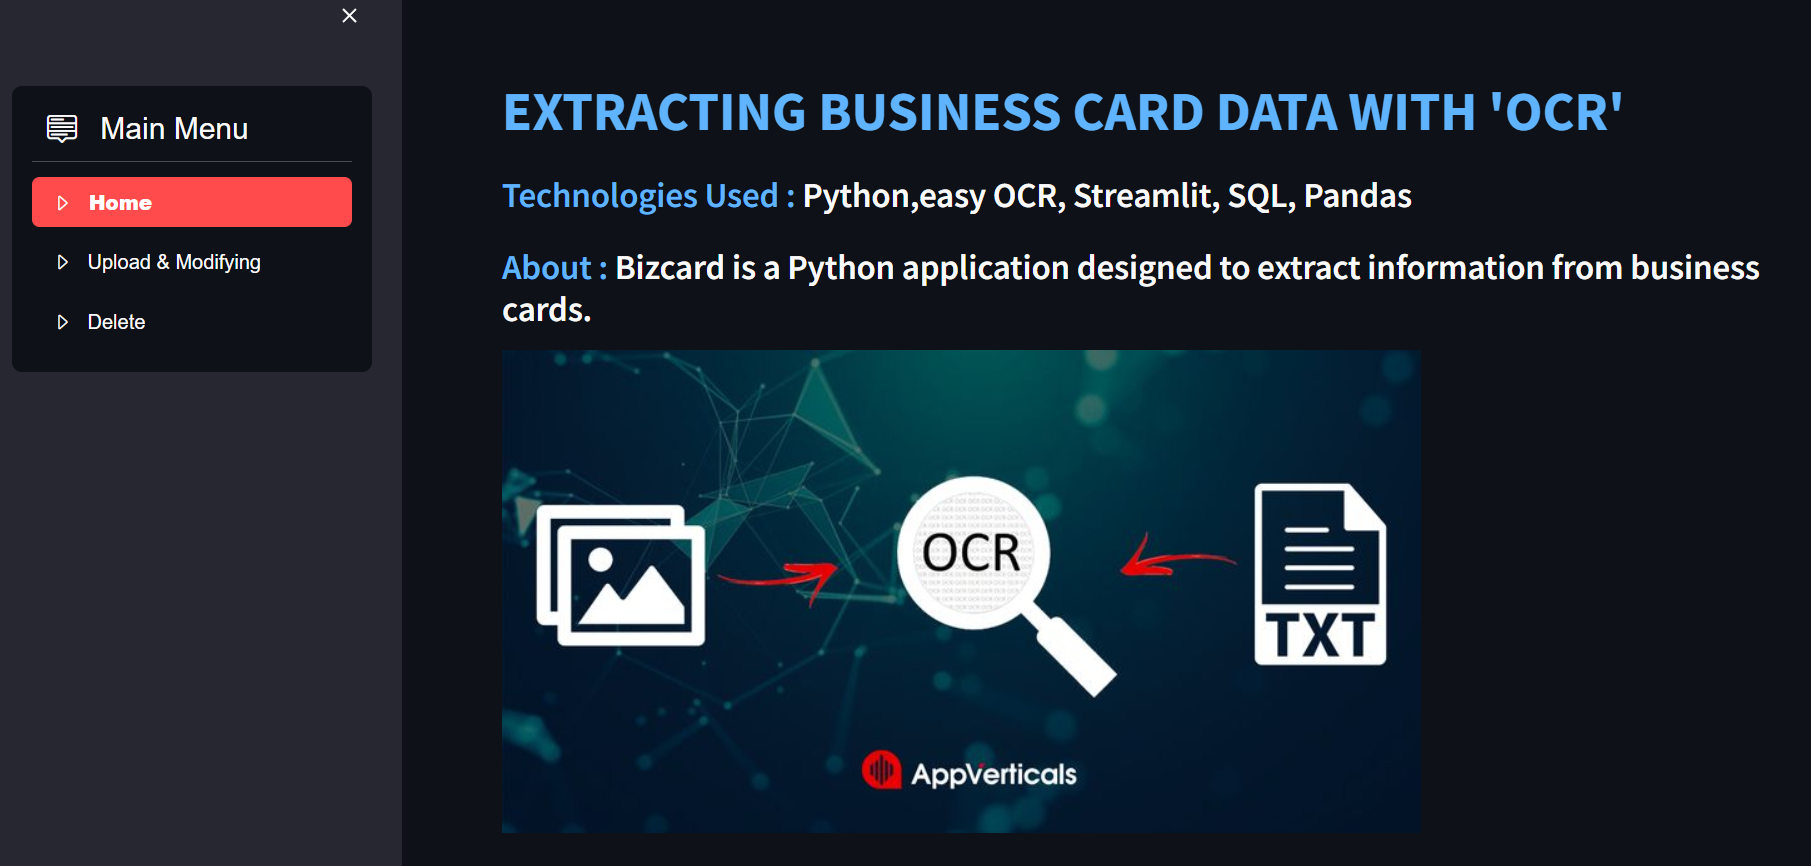 Main Menu
Home
Upload & Modifying
Delete
EXTRACTING BUSINESS CARD DATA WITH 'OCR'
Technologies Used : Python,easy OCR, Streamlit, SQL, Pandas
About : Bizcard is a Python application designed to extract information from business
cards.
OCR
TXT
AppVerticals